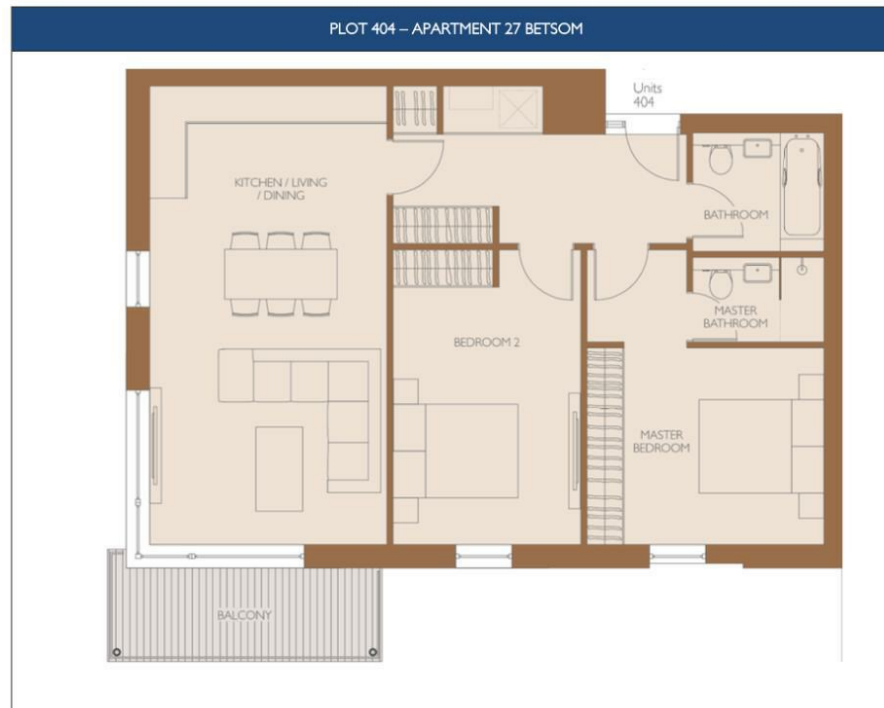 PLOT 404 – APARTMENT 27 BETSOM
Units
404
KITCHEN / LIVING
/ DINING
BATHROOM
MASTER
BATHROOM
BEDROOM 2
MASTER
BEDROOM
BALCONY